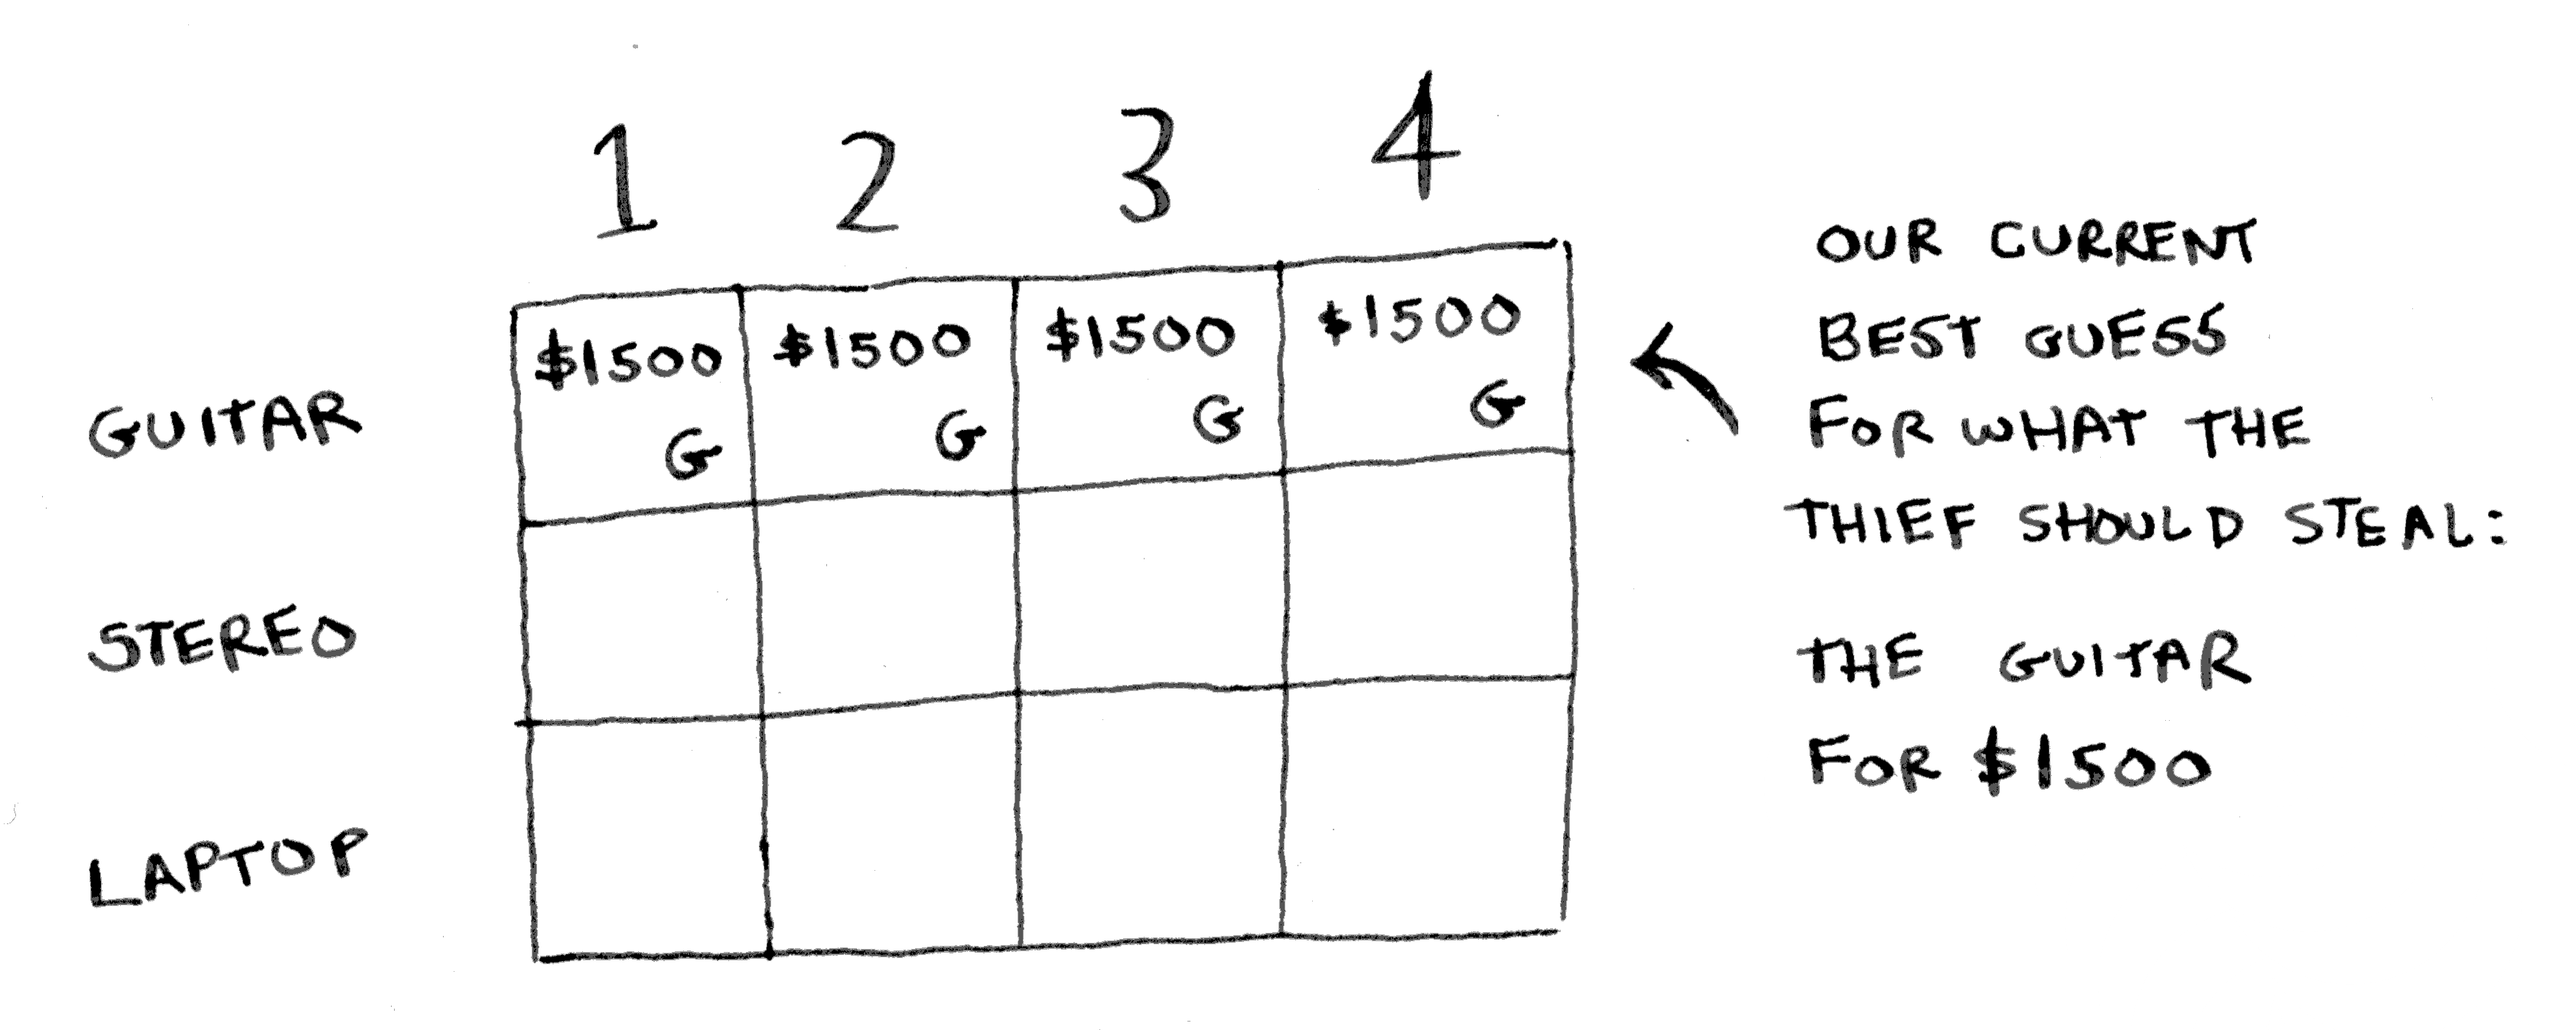 1 2 3 4
GUITAR $1500 G $1500 G $1500 G $1500 G
STEREO
LAPTOP
OUR CURRENT
BEST GUESS
FOR WHAT THE
THIEF SHOULD STEAL:
THE GUITAR
FOR $1500